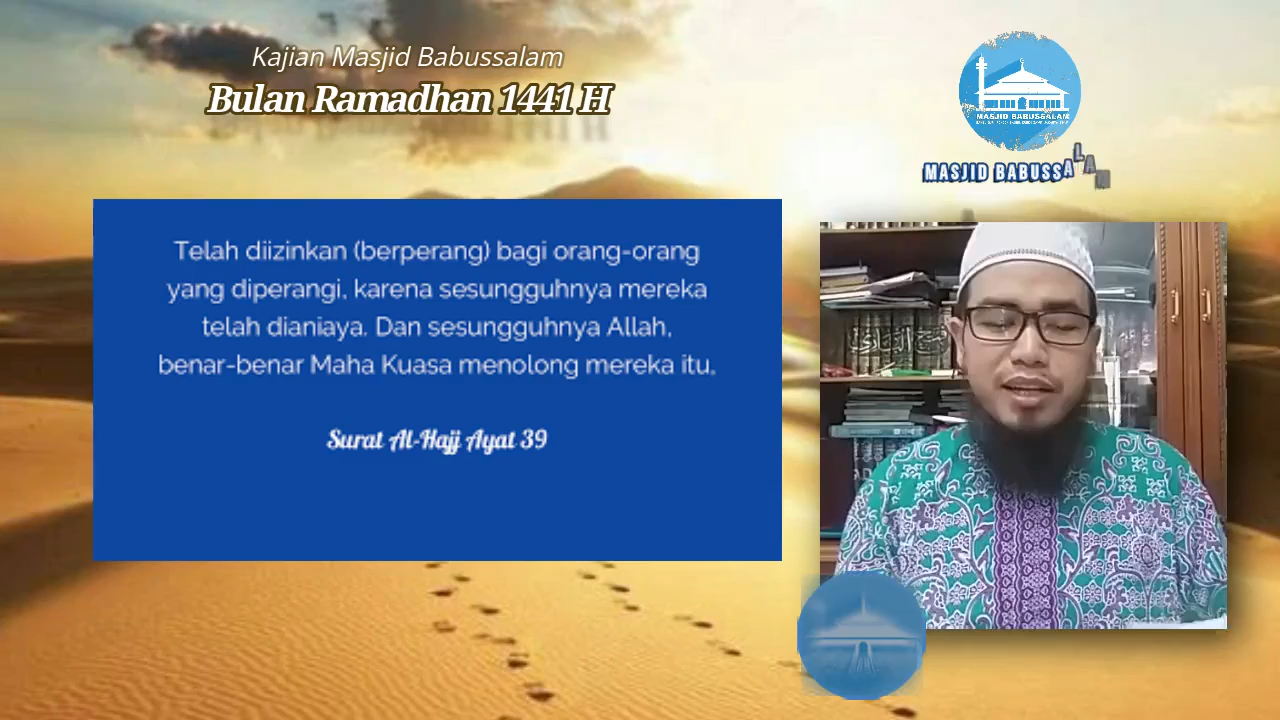 Kajian Masjid Babussalam
Bulan Ramadhan 1441 H
MASJID BABUSSALAM
MASJID BABUSSALAM
Telah diizinkan (berperang) bagi orang-orang
yang diperangi, karena sesungguhnya mereka
telah dianiaya. Dan sesungguhnya Allah,
benar-benar Maha Kuasa menolong mereka itu,
Surat Al-Hajj Ayat 39